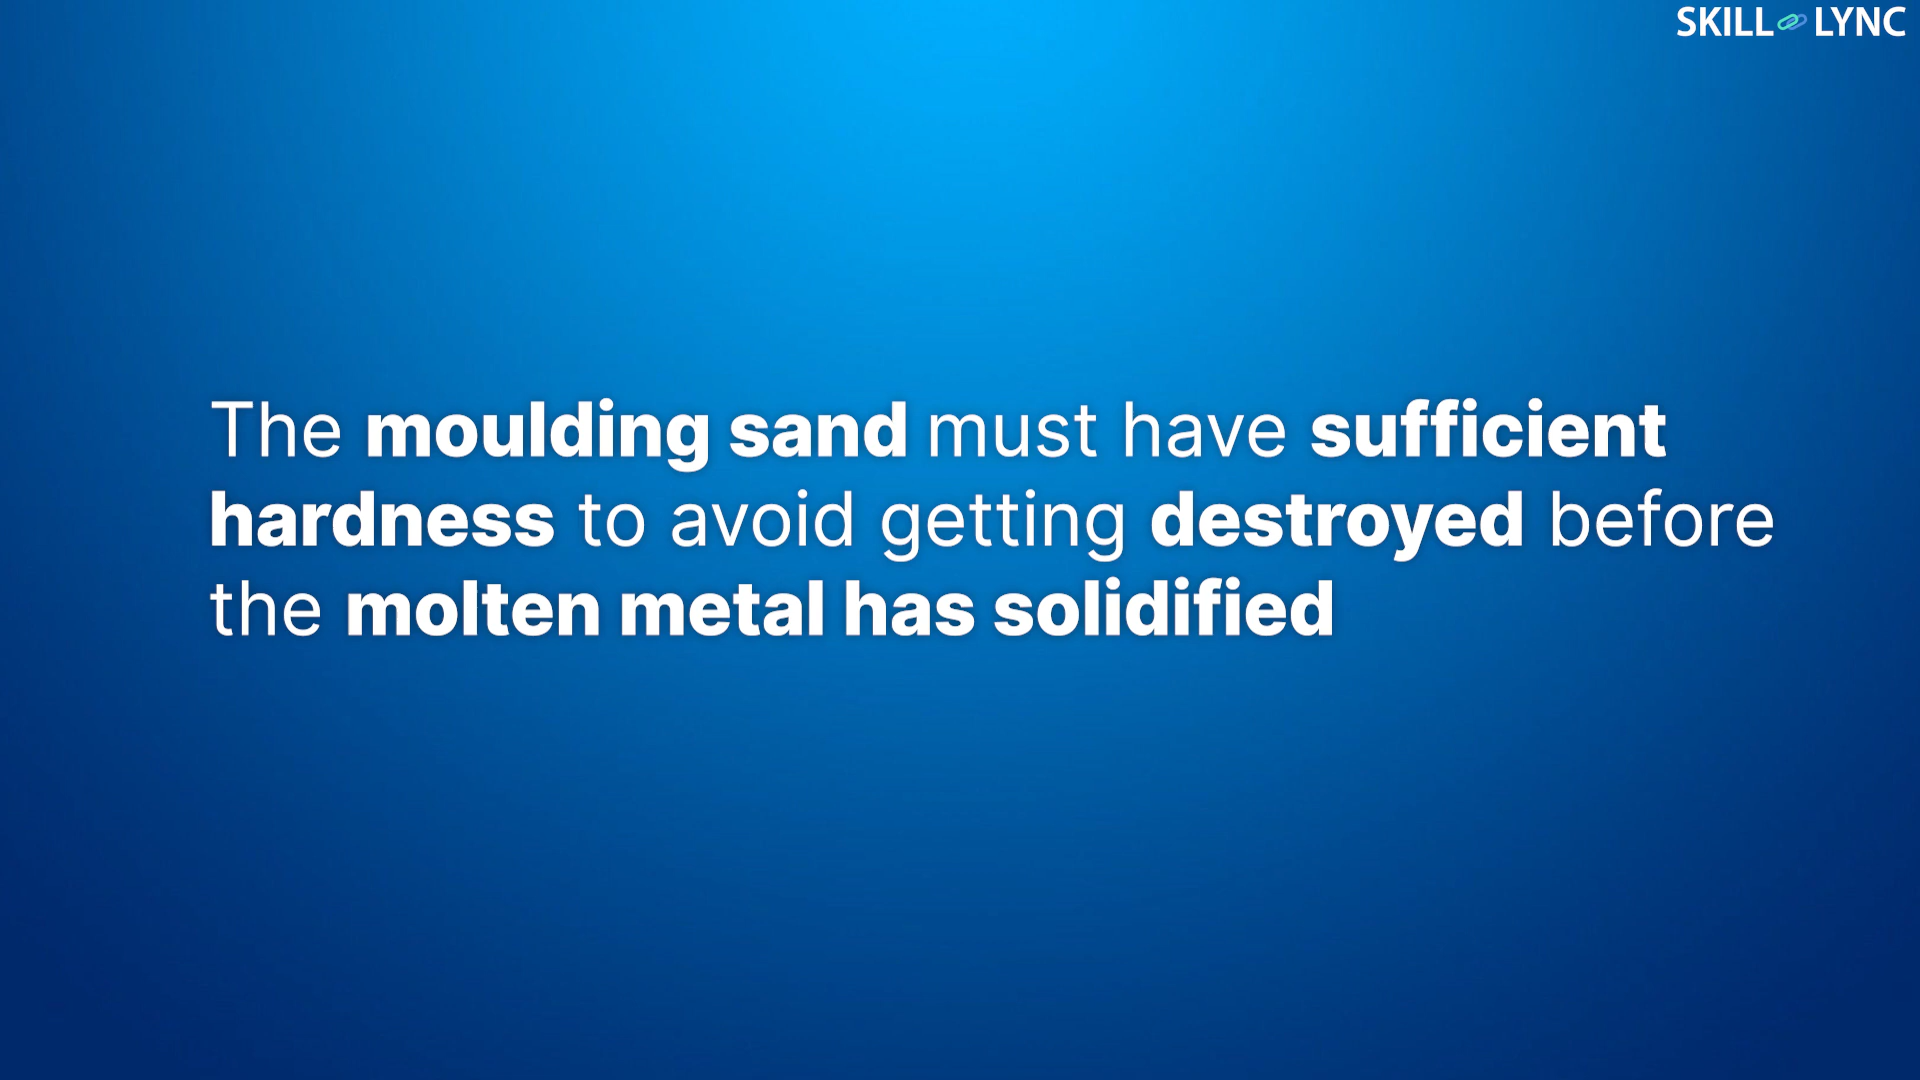 SKILL LYNC
The moulding sand must have sufficient
hardness to avoid getting destroyed before
the molten metal has solidified